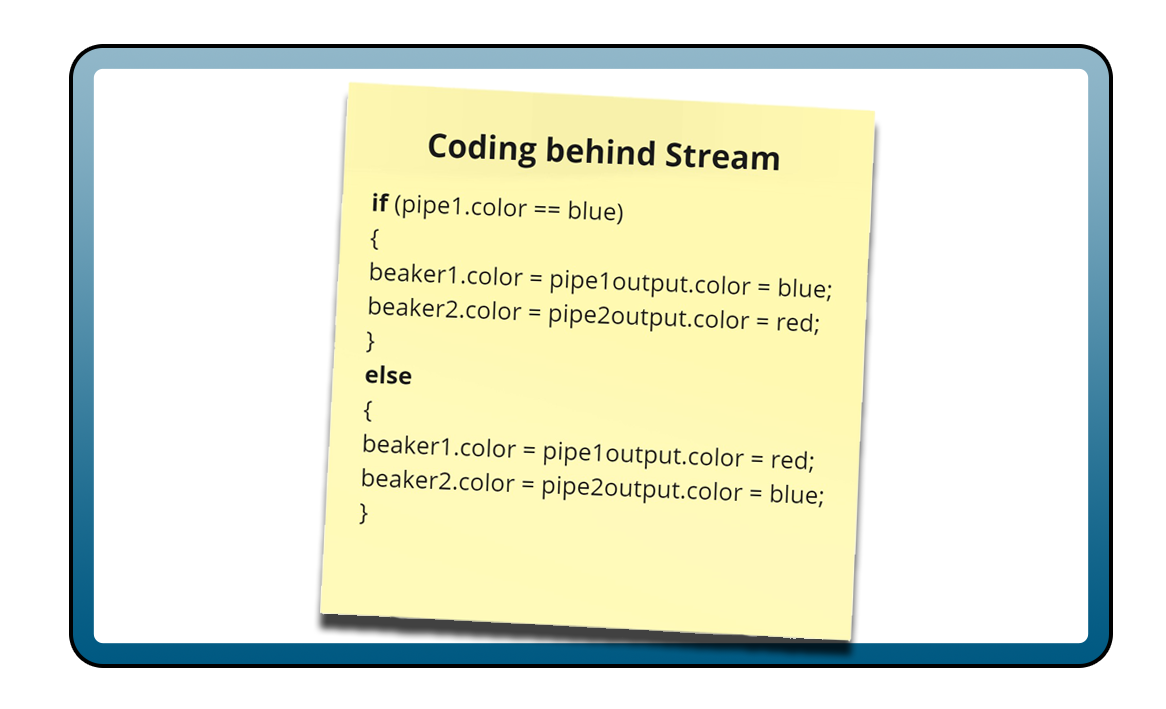 Coding behind Stream
if (pipe1.color == blue)
{
beaker1.color = pipe1output.color = blue;
beaker2.color = pipe2output.color = red;
}
else
{
beaker1.color = pipe1output.color = red;
beaker2.color = pipe2output.color = blue;
}